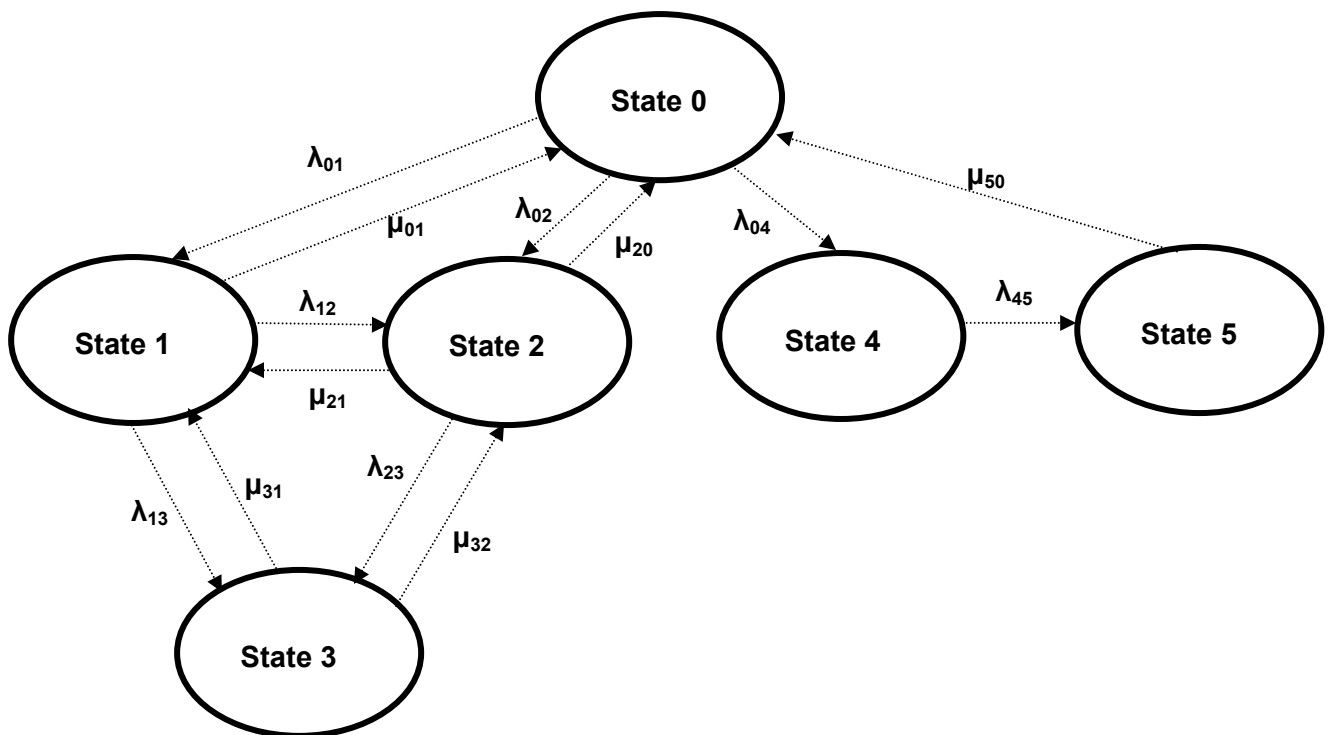 State 0
λ01
μ50
λ02
μ01
λ04
μ20
λ12
λ45
State 1
State 2
State 4
State 5
μ21
λ23
μ31
λ13
μ32
State 3